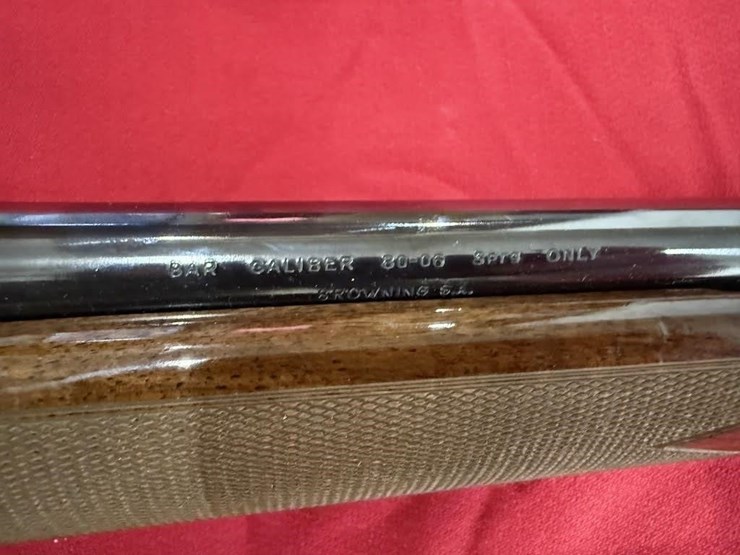 BAR CALIBER 30-06 Sprg ONLY
BROWNING S.A.